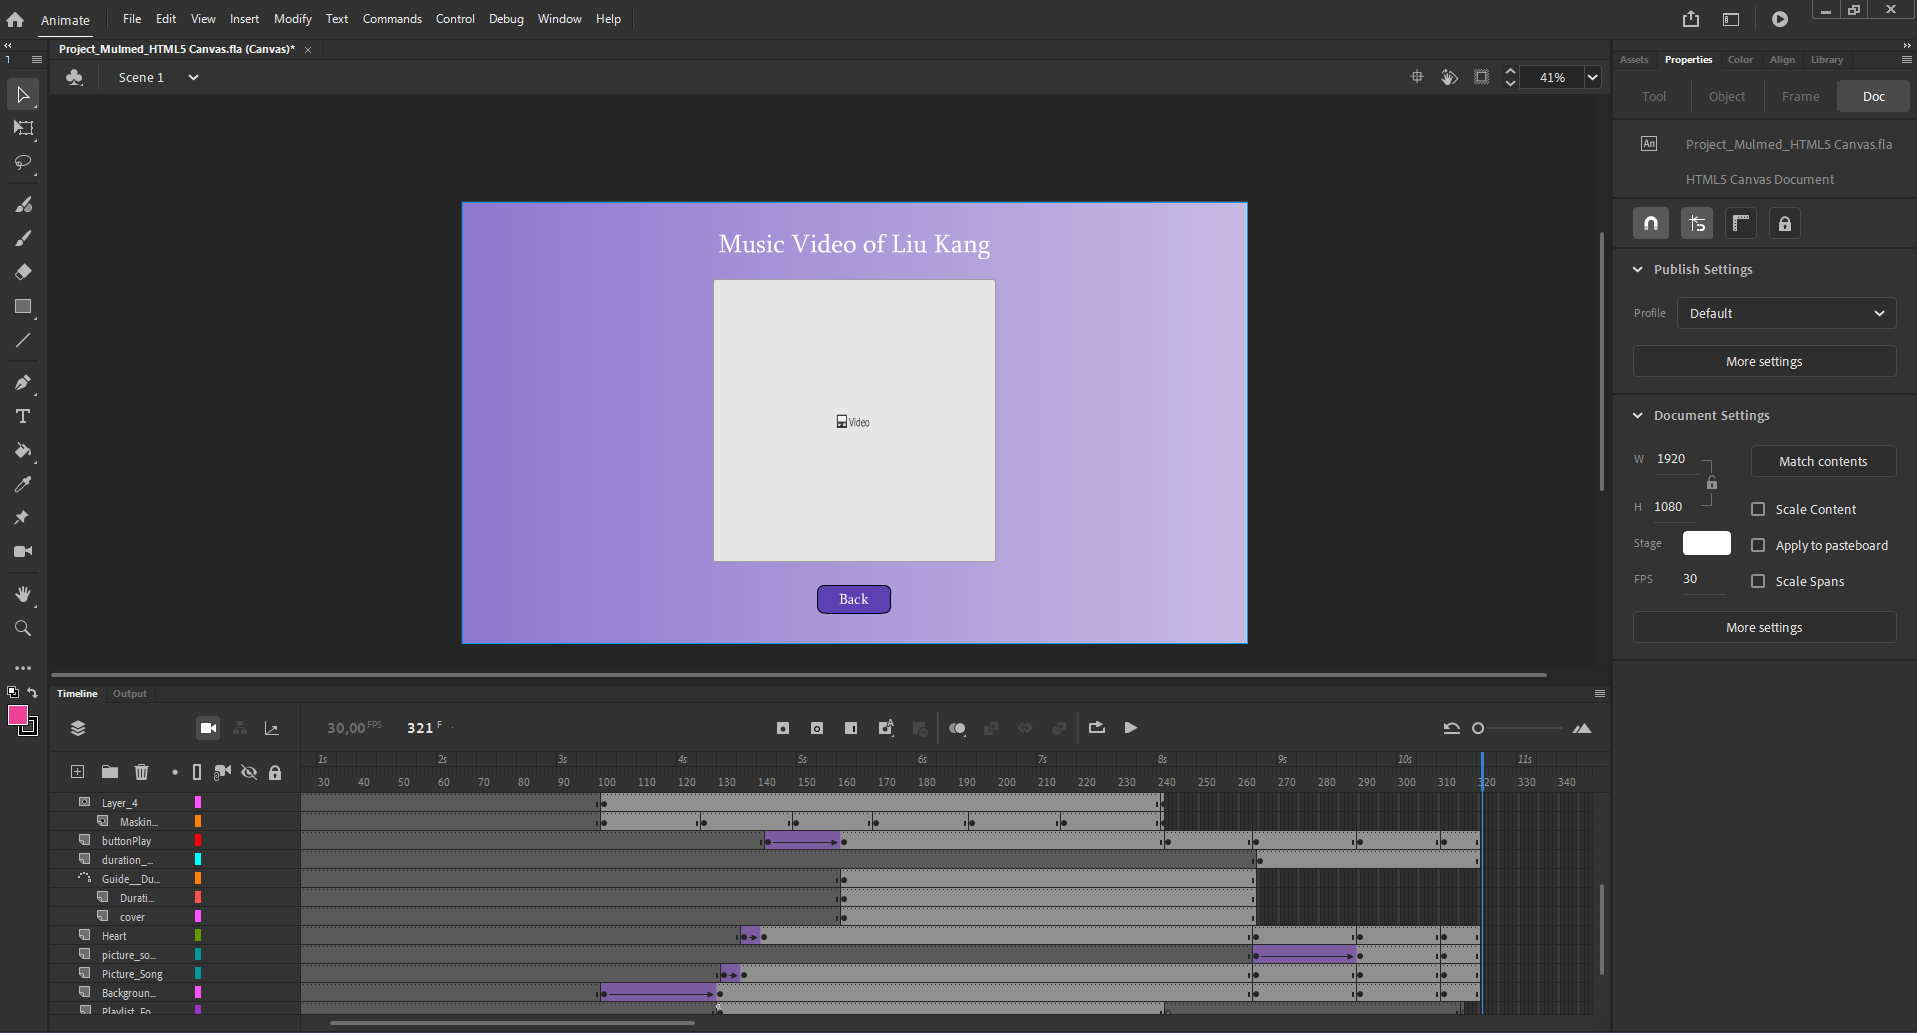 Animate File Edit View Insert Modify Text Commands Control Debug Window Help
Project_Mulmed_HTML5 Canvas.fla (Canvas)*
Scene 1
41%
Music Video of Liu Kang
Video
Back
Assets Properties Color Align Library
Tool Object Frame Doc
An Project_Mulmed_HTML5 Canvas.fla
HTML5 Canvas Document
Publish Settings
Profile Default
More settings
Document Settings
W 1920 Match contents
H 1080 Scale Content
Stage Apply to pasteboard
FPS 30 Scale Spans
More settings
Timeline Output
30,00 FPS 321 F
1s 2s 3s 4s 5s 6s 7s 8s 9s 10s 11s
30 40 50 60 70 80 90 100 110 120 130 140 150 160 170 180 190 200 210 220 230 240 250 260 270 280 290 300 310 320 330 340
Layer_4
Maskin...
buttonPlay
duration_...
Guide__Du...
Durati...
cover
Heart
picture_so...
Picture_Song
Backgroun...
Playlist_Fo...